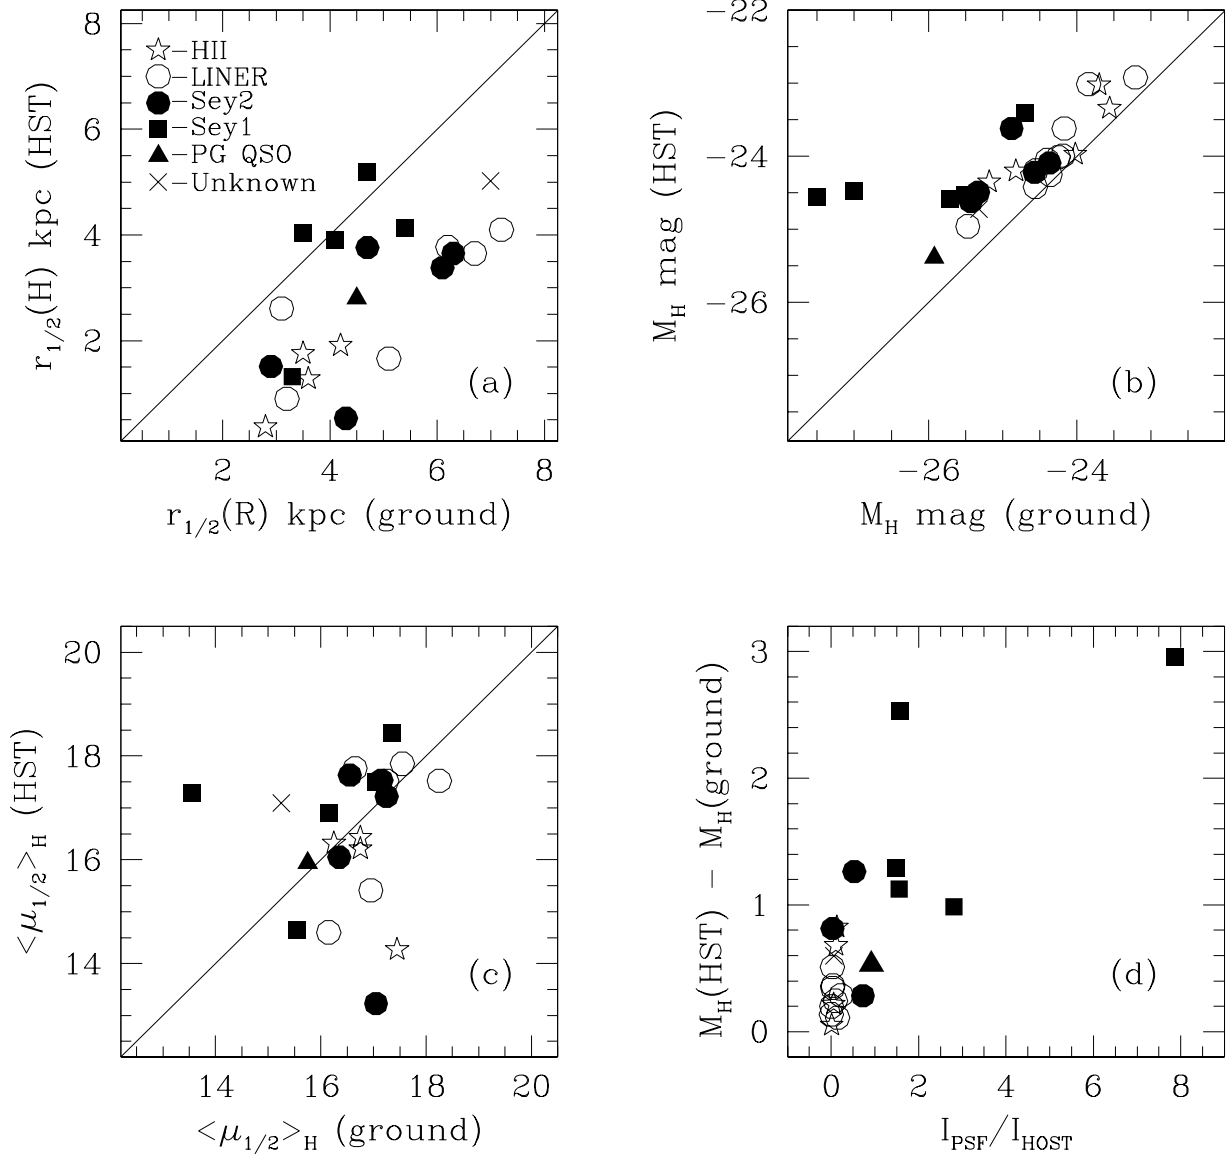 8
6
4
2
HII
LINER
Sey2
Sey1
PG QSO
Unknown
(a)
2 4 6 8
r1/2(R) kpc (ground)
r1/2(H) kpc (HST)
-22
-24
-26
(b)
-26 -24
MH mag (ground)
MH mag (HST)
20
18
16
14
(c)
14 16 18 20
<μ1/2>H (ground)
<μ1/2>H (HST)
3
2
1
0
(d)
0 2 4 6 8
IPSF/IHOST
MH(HST) - MH(ground)